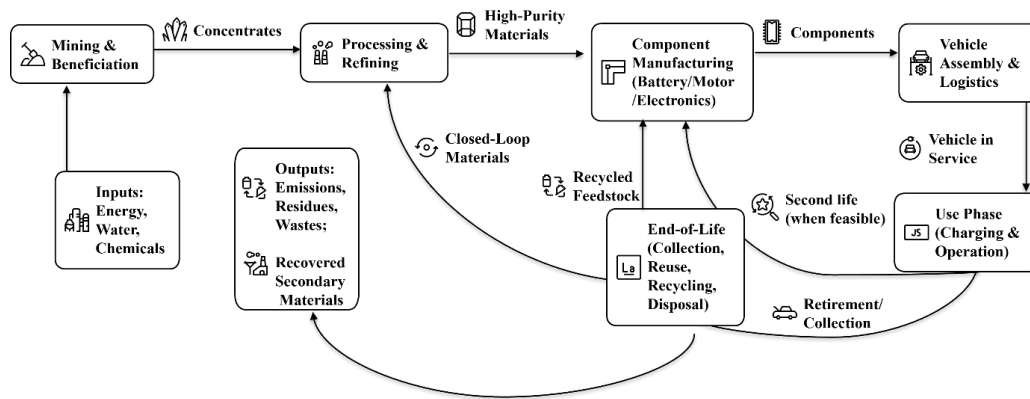 Mining &
Beneficiation
Concentrates
Processing &
Refining
High-Purity
Materials
Component
Manufacturing
(Battery/Motor
/Electronics)
Components
Vehicle
Assembly &
Logistics
Closed-Loop
Materials
Vehicle in
Service
Inputs:
Energy,
Water,
Chemicals
Outputs:
Emissions,
Residues,
Wastes;
Recovered
Secondary
Materials
Recycled
Feedstock
Second life
(when feasible)
JS
Use Phase
(Charging &
Operation)
End-of-Life
(Collection,
Reuse,
Recycling,
Disposal)
La
Retirement/
Collection